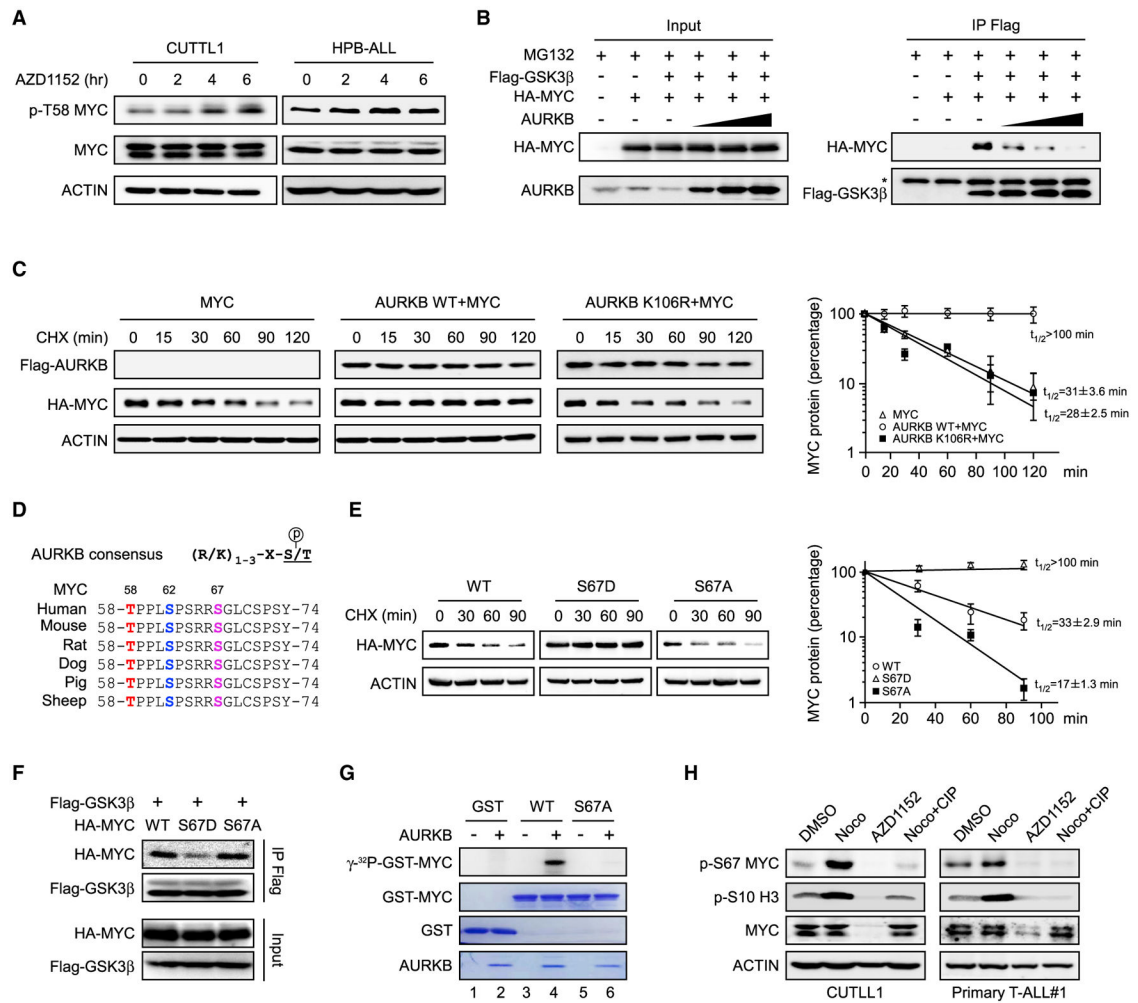 A
CUTTL1 HPB-ALL
AZD1152 (hr) 0 2 4 6 0 2 4 6
p-T58 MYC
MYC
ACTIN
B
Input IP Flag
MG132 + + + + + + + + + + + +
Flag-GSK3β - - + + + + - - + + + +
HA-MYC - + + + + + - + + + + +
AURKB - - - - - -
HA-MYC HA-MYC
AURKB * Flag-GSK3β
C
MYC AURKB WT+MYC AURKB K106R+MYC
CHX (min) 0 15 30 60 90 120 0 15 30 60 90 120 0 15 30 60 90 120
Flag-AURKB
HA-MYC
ACTIN
MYC protein (percentage)
100
10
1
0 20 40 60 80 100 120 min
t1/2>100 min
t1/2=31±3.6 min
t1/2=28±2.5 min
MYC
AURKB WT+MYC
AURKB K106R+MYC
D
AURKB consensus (R/K)1-3-X-S/T
p
MYC 58 62 67
Human 58-TPPLSPSRRSGLCSPSY-74
Mouse 58-TPPLSPSRRSGLCSPSY-74
Rat 58-TPPLSPSRRSGLCSPSY-74
Dog 58-TPPLSPSRRSGLCSPSY-74
Pig 58-TPPLSPSRRSGLCSPSY-74
Sheep 58-TPPLSPSRRSGLCSPSY-74
E
WT S67D S67A
CHX (min) 0 30 60 90 0 30 60 90 0 30 60 90
HA-MYC
ACTIN
MYC protein (percentage)
100
10
1
0 20 40 60 80 100 min
t1/2>100 min
t1/2=33±2.9 min
t1/2=17±1.3 min
WT
S67D
S67A
F
Flag-GSK3β + + +
HA-MYC WT S67D S67A
HA-MYC
Flag-GSK3β
IP Flag
HA-MYC
Flag-GSK3β
Input
G
GST WT S67A
AURKB - + - + - +
γ-32P-GST-MYC
GST-MYC
GST
AURKB
1 2 3 4 5 6
H
DMSO Noco AZD1152 Noco+CIP DMSO Noco AZD1152 Noco+CIP
p-S67 MYC
p-S10 H3
MYC
ACTIN
CUTLL1 Primary T-ALL#1